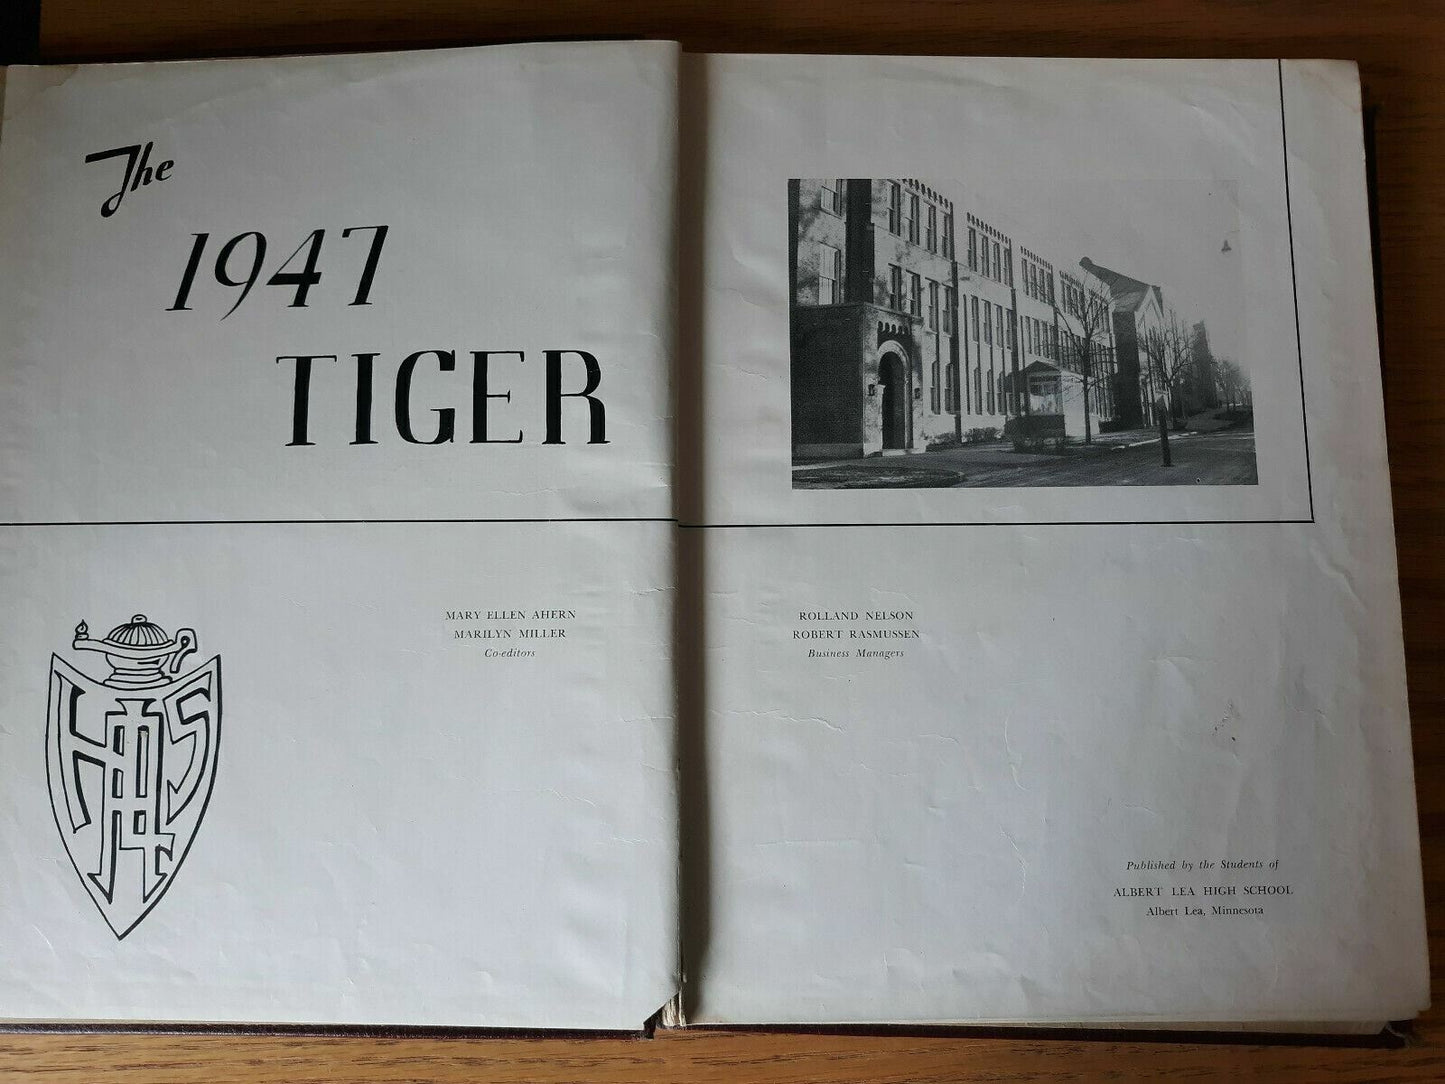 The
1947
TIGER
MARY ELLEN AHERN
MARILYN MILLER
Co-editors
ALHS
ROLLAND NELSON
ROBERT RASMUSSEN
Business Managers
Published by the Students of
ALBERT LEA HIGH SCHOOL
Albert Lea, Minnesota